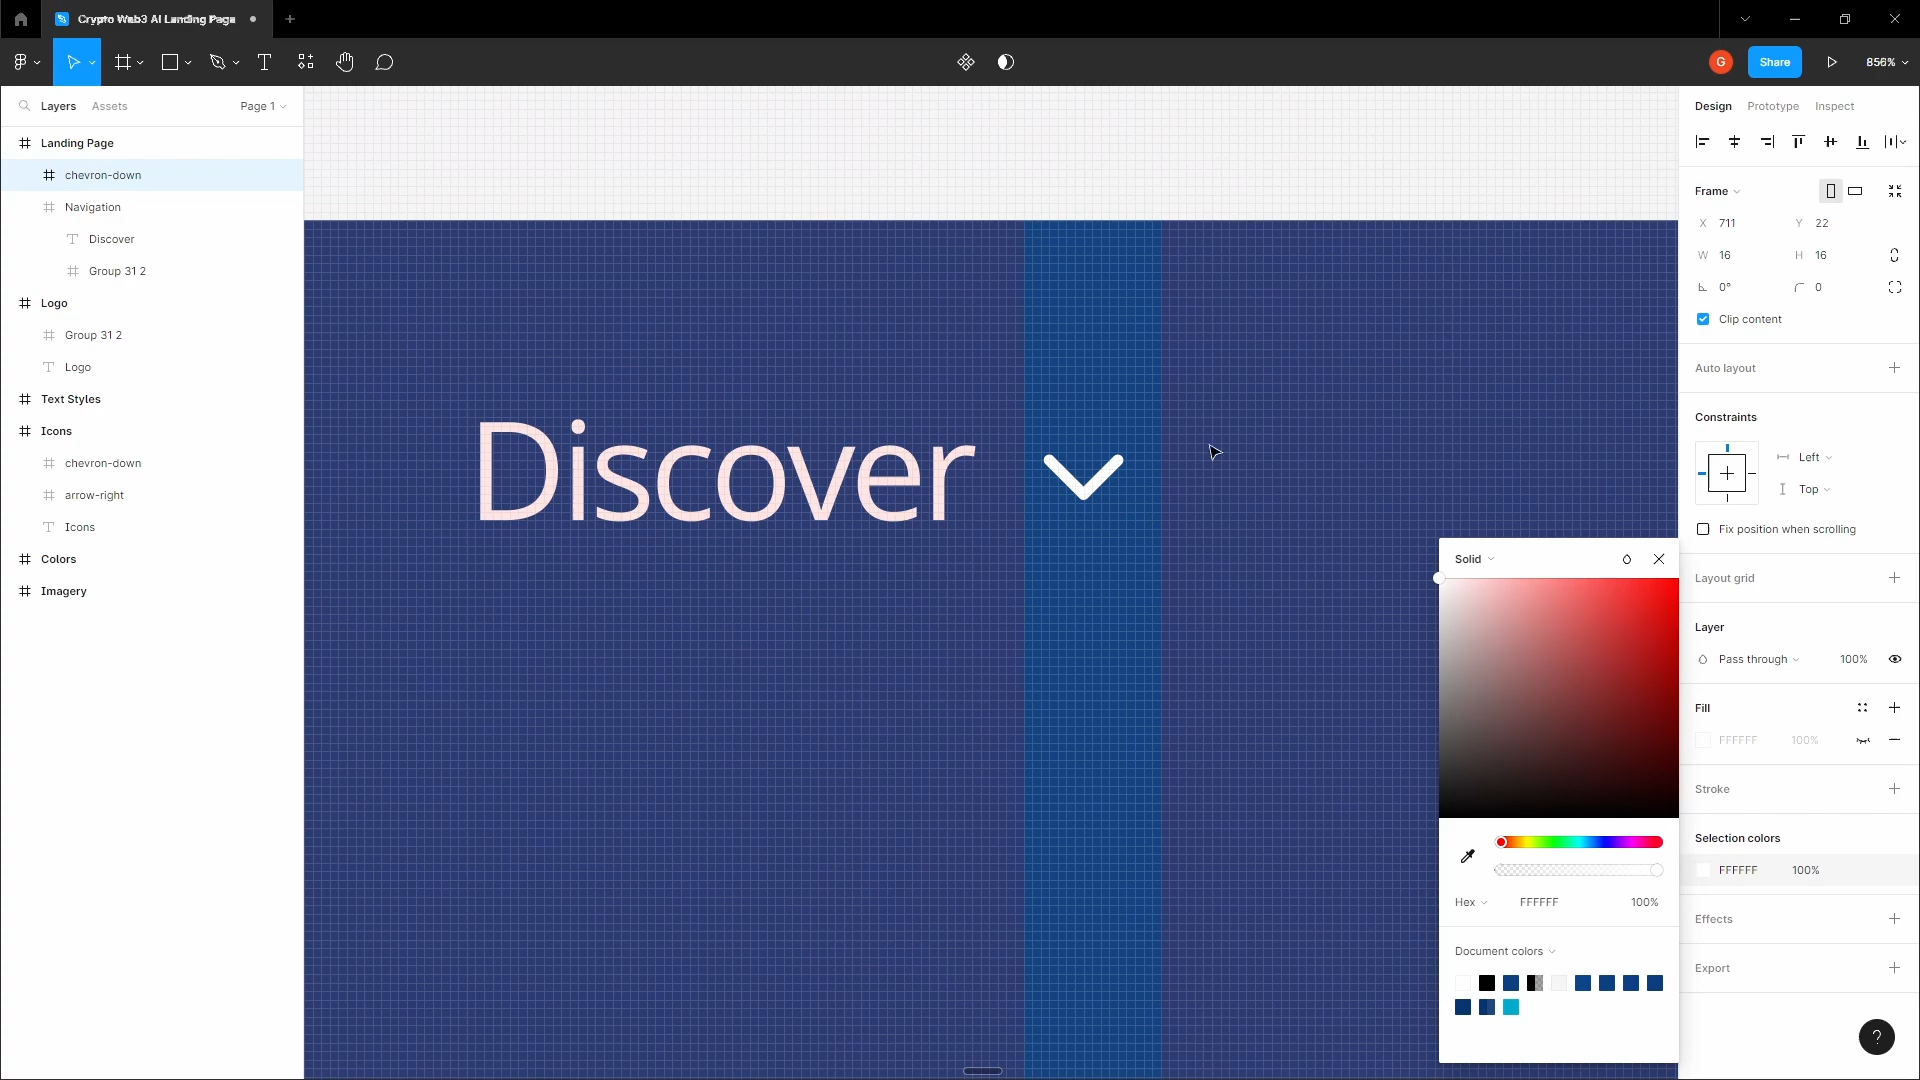 Crypto Web3 AI Landing Page
G
Share
856%
Layers
Assets
Page 1
Landing Page
chevron-down
Navigation
Discover
Group 31 2
Logo
Group 31 2
Logo
Text Styles
Icons
chevron-down
arrow-right
Icons
Colors
Imagery
Discover
Design
Prototype
Inspect
Frame
X 711
Y 22
W 16
H 16
0°
0
Clip content
Auto layout
Constraints
Left
Top
Fix position when scrolling
Layout grid
Layer
Pass through
100%
Fill
FFFFFF
100%
Stroke
Selection colors
FFFFFF
100%
Effects
Export
Solid
Hex
FFFFFF
100%
Document colors
?